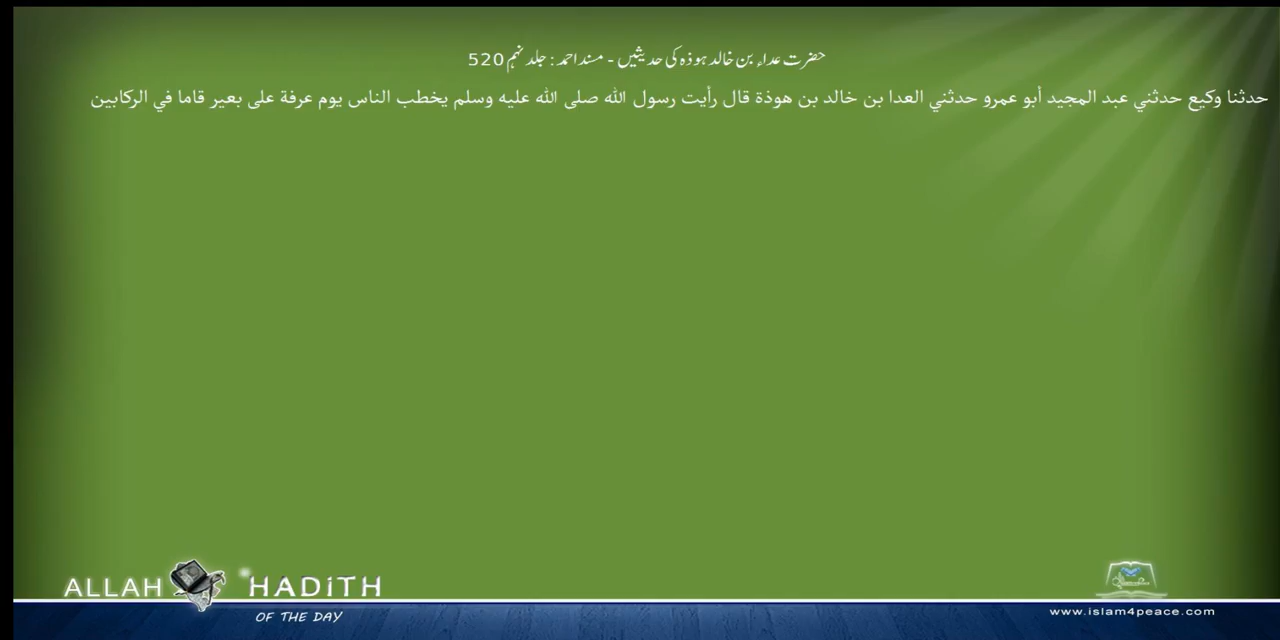 حضرت عداء بن خالد ہوذہ کی حدیثیں - مسند احمد : جلد نہم 520
حدثنا وكيع حدثني عبد المجيد أبو عمرو حدثني العدا بن خالد بن هوذة قال رأيت رسول الله صلى الله عليه وسلم يخطب الناس يوم عرفة على بعير قاما في الركابين
ALLAH HADITH
OF THE DAY
www.islam4peace.com